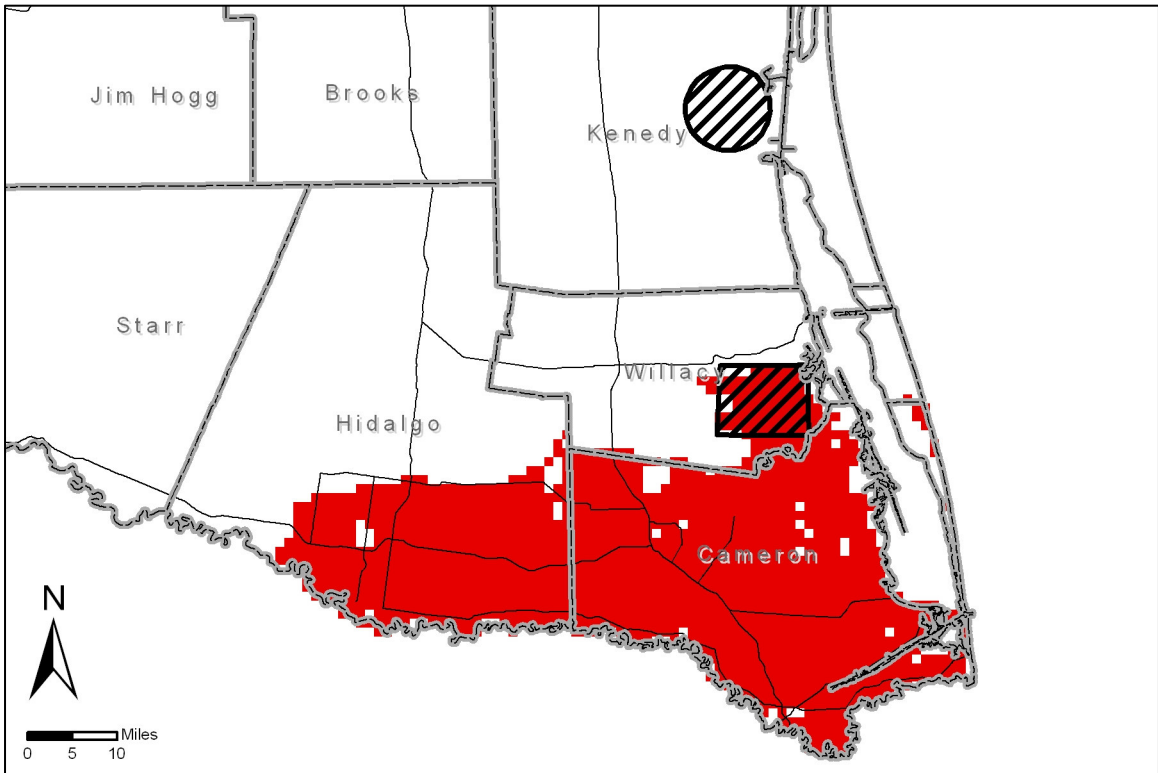 Jim Hogg
Brooks
Kenedy
Starr
Willacy
Hidalgo
Cameron
N
Miles
0 5 10